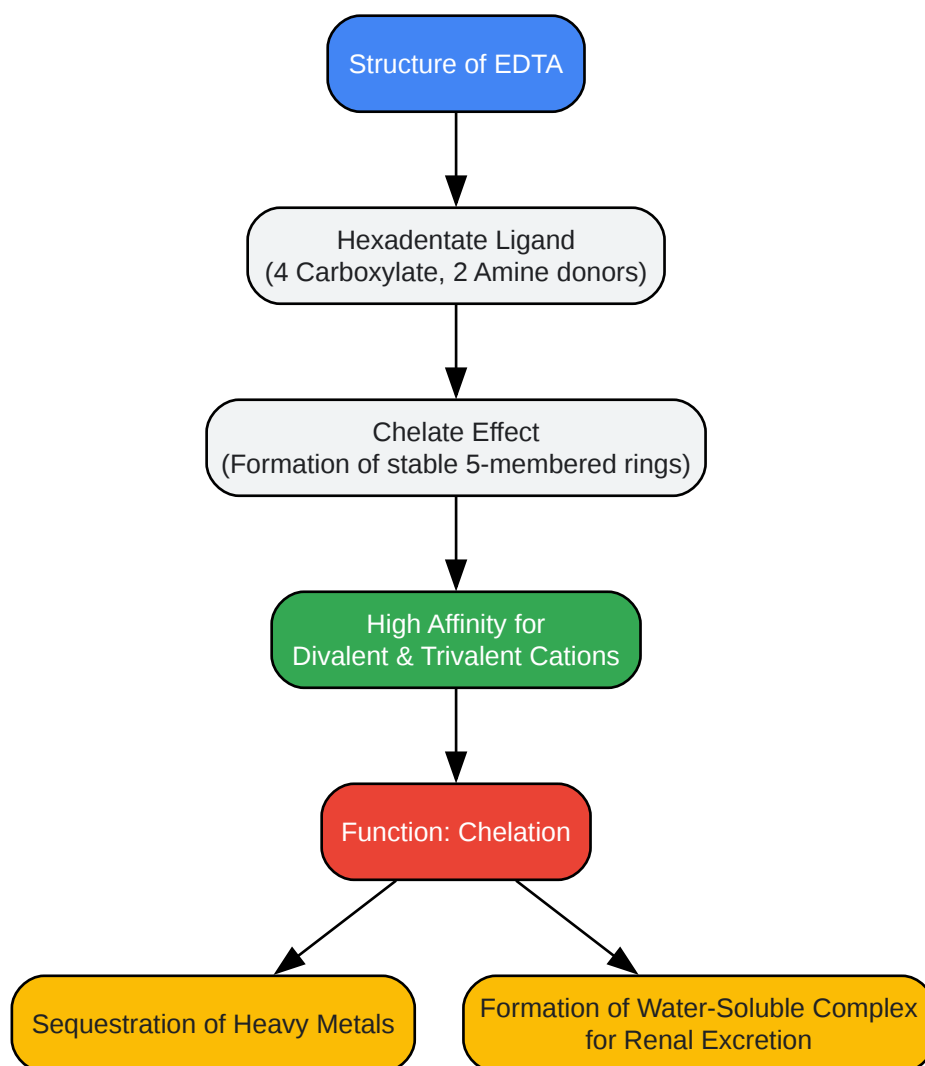 Structure of EDTA
Hexadentate Ligand
(4 Carboxylate, 2 Amine donors)
Chelate Effect
(Formation of stable 5-membered rings)
High Affinity for
Divalent & Trivalent Cations
Function: Chelation
Sequestration of Heavy Metals
Formation of Water-Soluble Complex
for Renal Excretion